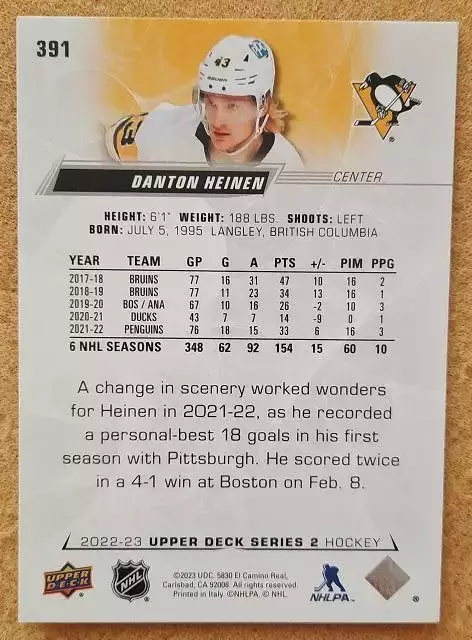 391
43
3
DANTON HEINEN
CENTER
HEIGHT: 6'1" WEIGHT: 188 LBS. SHOOTS: LEFT
BORN: JULY 5, 1995 LANGLEY, BRITISH COLUMBIA
YEAR TEAM GP G A PTS +/- PIM PPG
2017-18 BRUINS 77 16 31 47 10 16 2
2018-19 BRUINS 77 11 23 34 13 16 1
2019-20 BOS / ANA 67 10 16 26 -2 10 3
2020-21 DUCKS 43 7 7 14 -9 0 1
2021-22 PENGUINS 76 18 15 33 6 16 3
6 NHL SEASONS 348 62 92 154 15 60 10
A change in scenery worked wonders
for Heinen in 2021-22, as he recorded
a personal-best 18 goals in his first
season with Pittsburgh. He scored twice
in a 4-1 win at Boston on Feb. 8.
2022-23 UPPER DECK SERIES 2 HOCKEY
UPPER DECK
NHL
©2023 UDC. 5830 El Camino Real,
Carlsbad, CA 92008. All rights reserved.
Printed in Italy. ©NHLPA. © NHL.
NHLPA